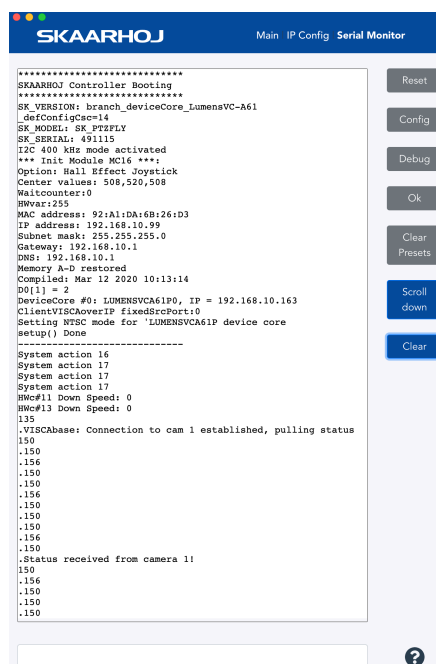 SKAARHOJ
Main IP Config Serial Monitor
*****************************
SKAARHOJ Controller Booting
*****************************
SK_VERSION: branch_deviceCore_LumensVC-A61
_defConfigCsc=14
SK_MODEL: SK_PTZFLY
SK_SERIAL: 491115
I2C 400 kHz mode activated
*** Init Module MC16 ***:
Option: Hall Effect Joystick
Center values: 508,520,508
Waitcounter:0
HWvar:255
MAC address: 92:A1:DA:6B:26:D3
IP address: 192.168.10.99
Subnet mask: 255.255.255.0
Gateway: 192.168.10.1
DNS: 192.168.10.1
Memory A-D restored
Compiled: Mar 12 2020 10:13:14
D0[1] = 2
DeviceCore #0: LUMENSVCA61P0, IP = 192.168.10.163
ClientVISCAoverIP fixedSrcPort:0
Setting NTSC mode for 'LUMENSVCA61P device core
setup() Done
-----------------------------
System action 16
System action 17
System action 17
System action 17
HWc#11 Down Speed: 0
HWc#13 Down Speed: 0
135
.VISCAbase: Connection to cam 1 established, pulling status
150
.150
.156
.150
.150
.156
.150
.150
.156
.150
.Status received from camera 1!
150
.156
.150
.150
.150
Reset
Config
Debug
Ok
Clear
Presets
Scroll
down
Clear
?